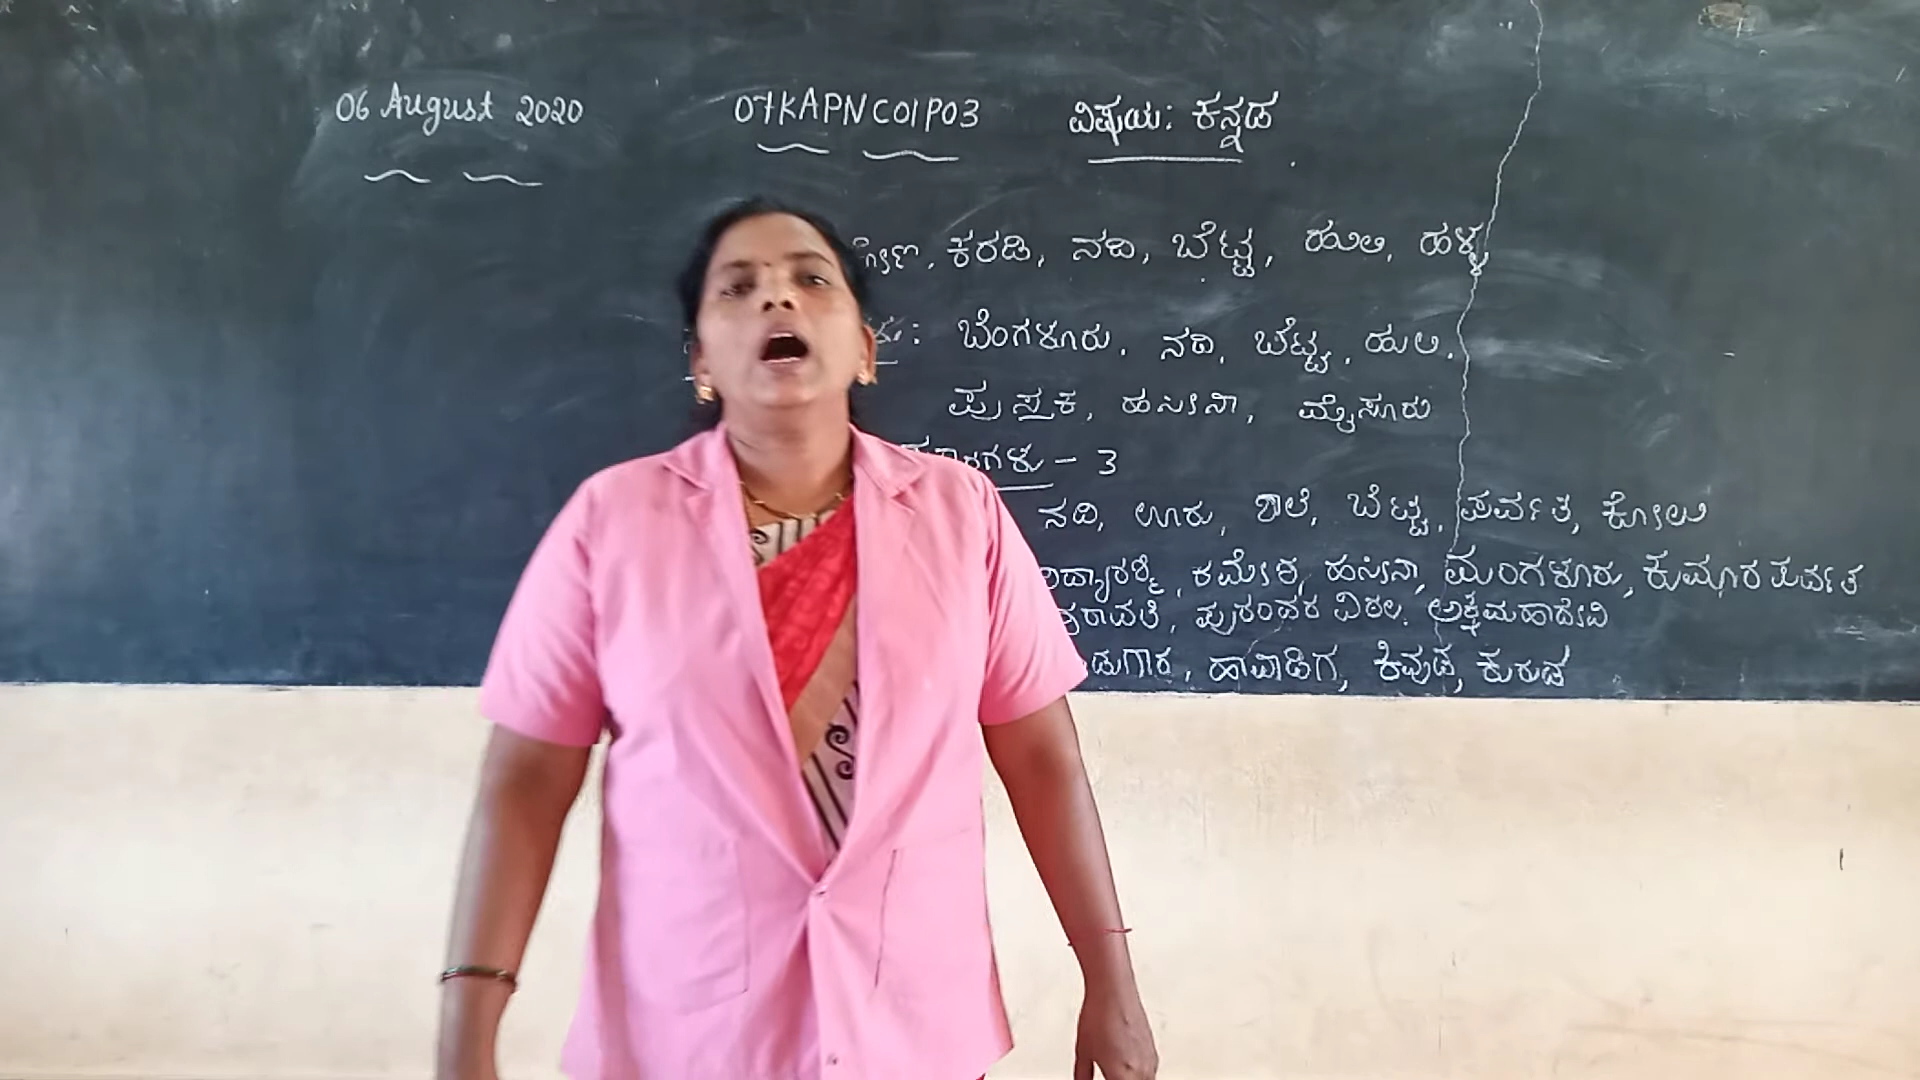 06 August 2020 07KAPNC01P03 ವಿಷಯ: ಕನ್ನಡ
ಕರಡಿ, ನದಿ, ಬೆಟ್ಟ, ಹುಲಿ, ಹಳ್ಳ
ಬೆಂಗಳೂರು, ನದಿ, ಬೆಟ್ಟ, ಹುಲಿ.
ಪುಸ್ತಕ, ಹಸೀನಾ, ಮೈಸೂರು
- 3
ನದಿ, ಊರು, ಶಾಲೆ, ಬೆಟ್ಟ, ಪರ್ವತ, ಕೋಲು
ರಮೇಶ, ಹಸೀನಾ, ಮಂಗಳೂರು, ಕುಮಾರ ಪರ್ವತ
ಪುರಂದರ ವಿಠಲ. ಅಕ್ಕಮಹಾದೇವಿ
ಹಾವಾಡಿಗ, ಕಿವುಡ, ಕುರುಡ